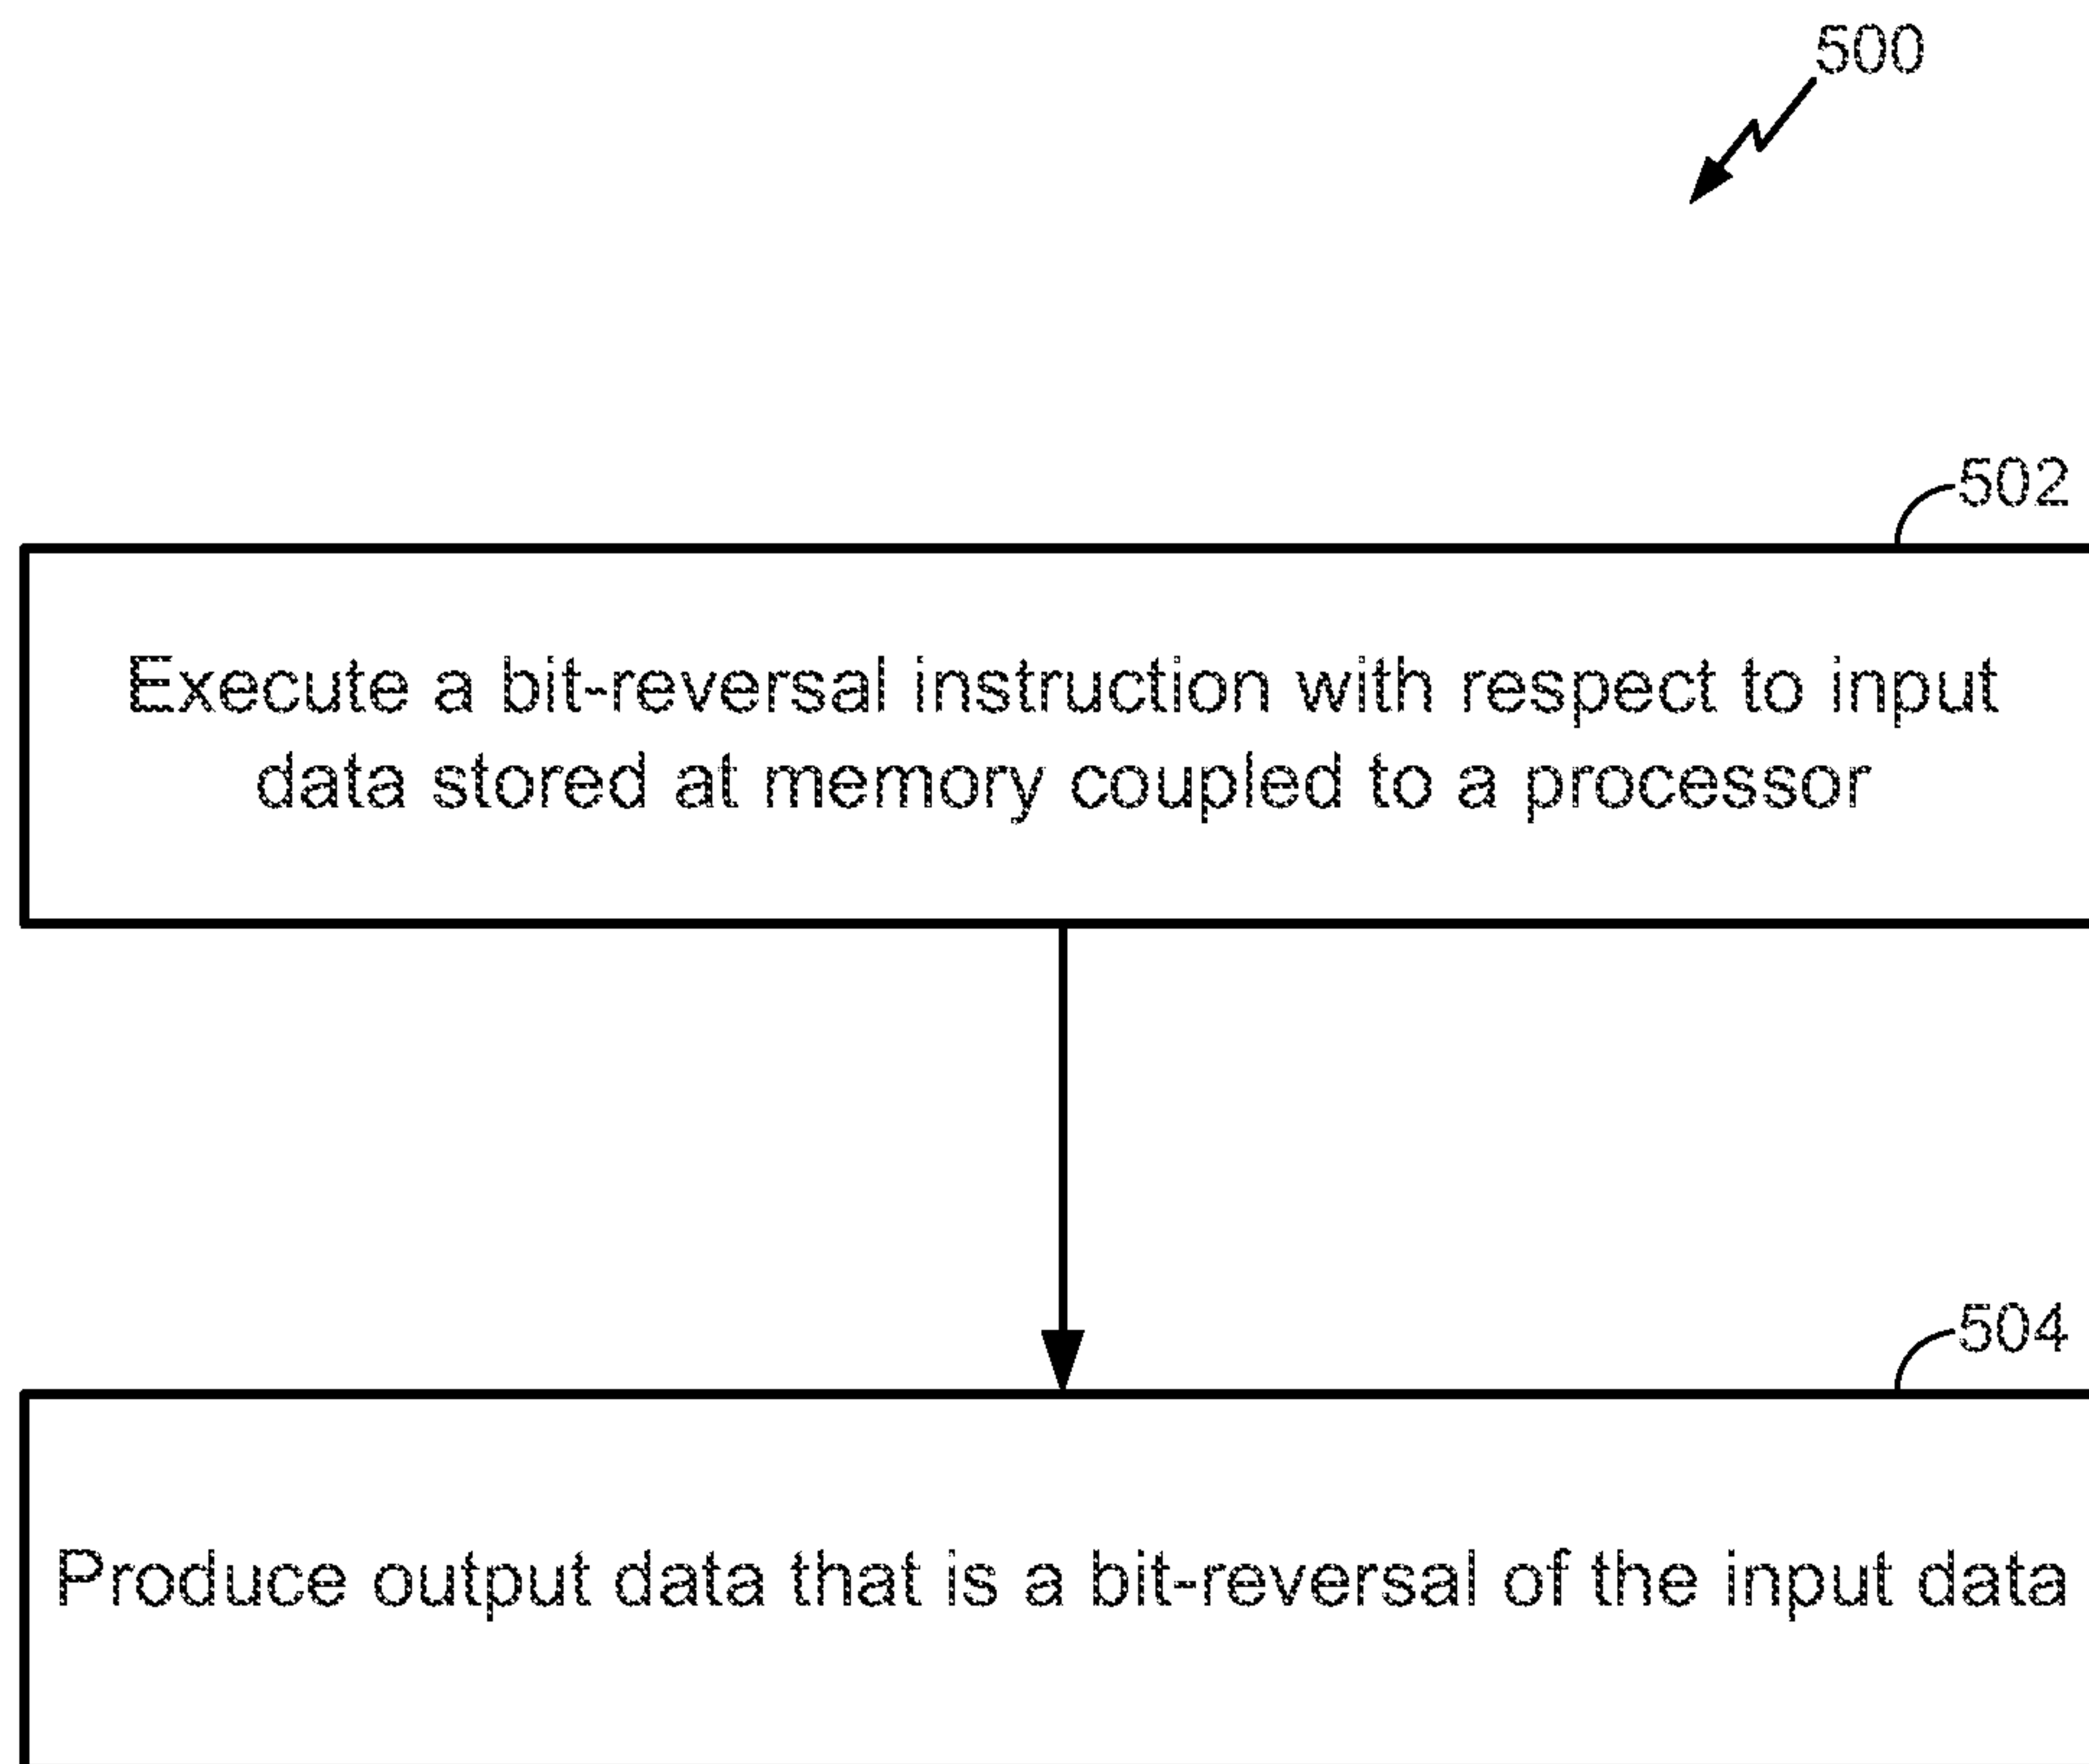 500
502
Execute a bit-reversal instruction with respect to input
data stored at memory coupled to a processor
504
Produce output data that is a bit-reversal of the input data